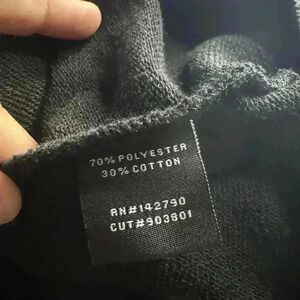 70% POLYESTER
30% COTTON
RN#142790
CUT#903801